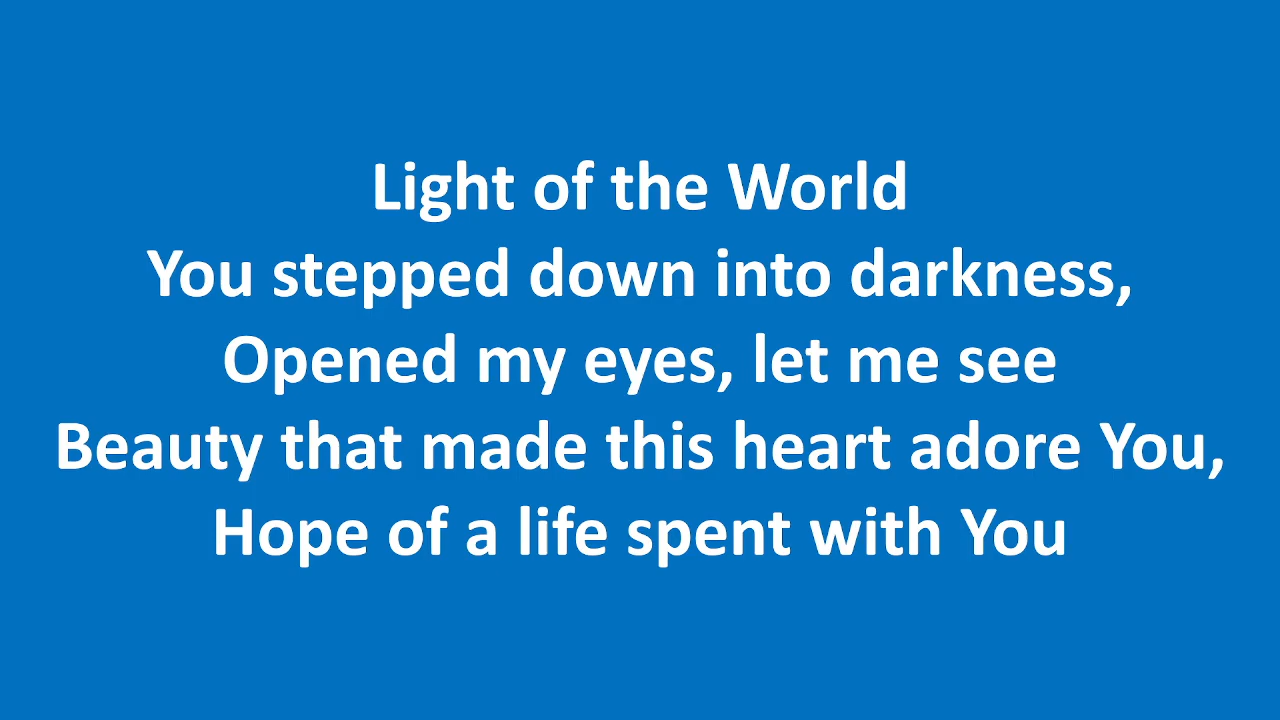 Light of the World
You stepped down into darkness,
Opened my eyes, let me see
Beauty that made this heart adore You,
Hope of a life spent with You